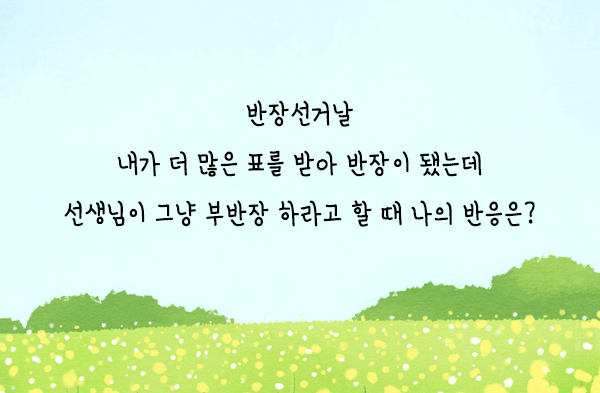 반장선거날
내가 더 많은 표를 받아 반장이 됐는데
선생님이 그냥 부반장 하라고 할 때 나의 반응은?